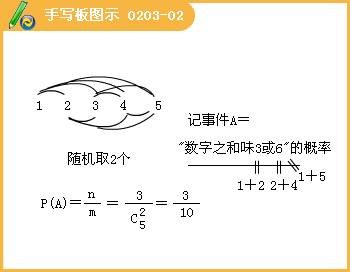 手写板图示 0203-02
1 2 3 4 5
记事件A=
随机取2个
"数字之和味3或6"的概率
1+2 2+4 1+5
P(A)= n/m = 3/C₅² = 3/10